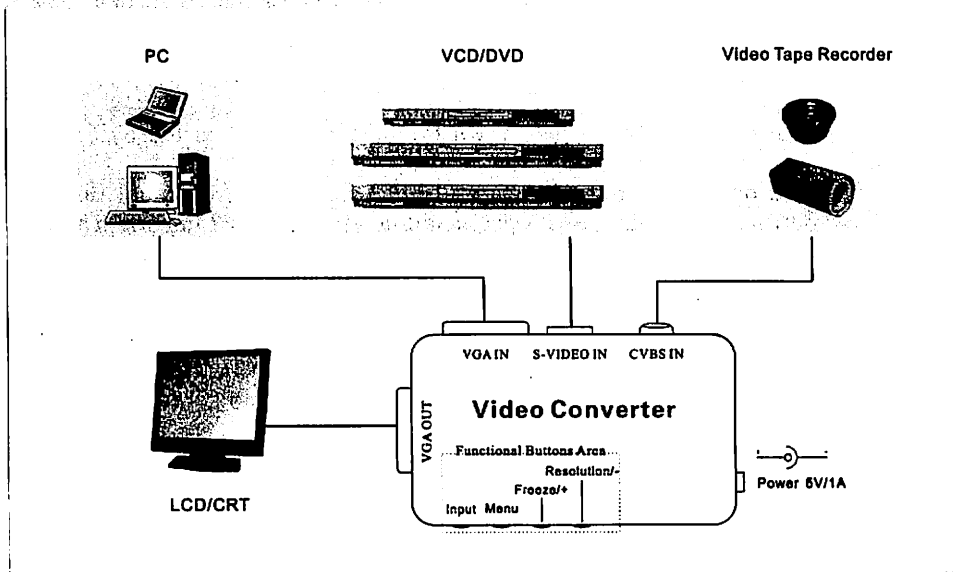 PC
VCD/DVD
Video Tape Recorder
VGA IN
S-VIDEO IN
CVBS IN
VGA OUT
Video Converter
Functional Buttons Area
Resolution/-
Freeze/+
Input
Menu
LCD/CRT
Power 5V/1A